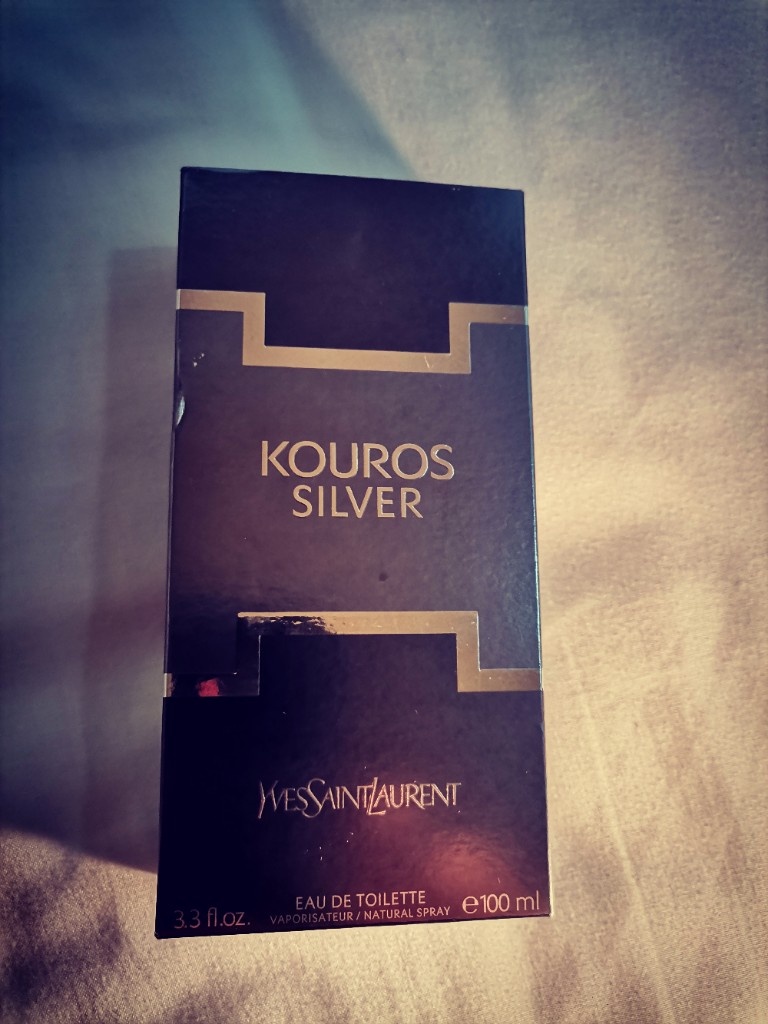 KOUROS
SILVER
YVESSAINTLAURENT
EAU DE TOILETTE
3.3 fl.oz. VAPORISATEUR / NATURAL SPRAY e100 ml